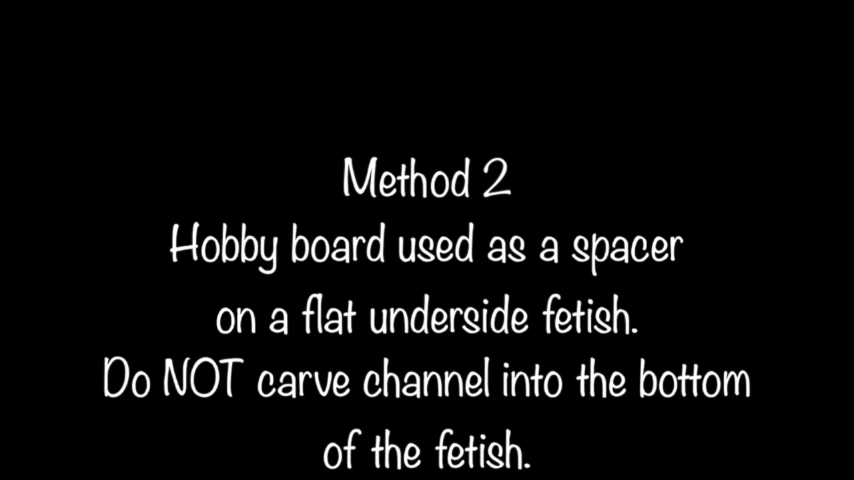 Method 2
Hobby board used as a spacer
on a flat underside fetish.
Do NOT carve channel into the bottom
of the fetish.